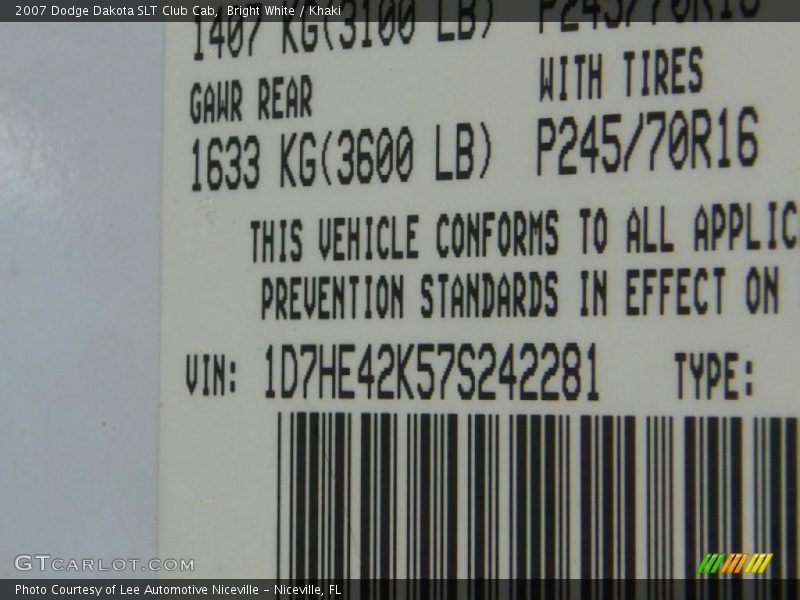 2007 Dodge Dakota SLT Club Cab, Bright White / Khaki
1407 KG(3100 LB) P245/70R16
GAWR REAR WITH TIRES
1633 KG(3600 LB) P245/70R16
THIS VEHICLE CONFORMS TO ALL APPLIC
PREVENTION STANDARDS IN EFFECT ON
VIN: 1D7HE42K57S242281 TYPE:
GTCARLOT.COM
Photo Courtesy of Lee Automotive Niceville - Niceville, FL